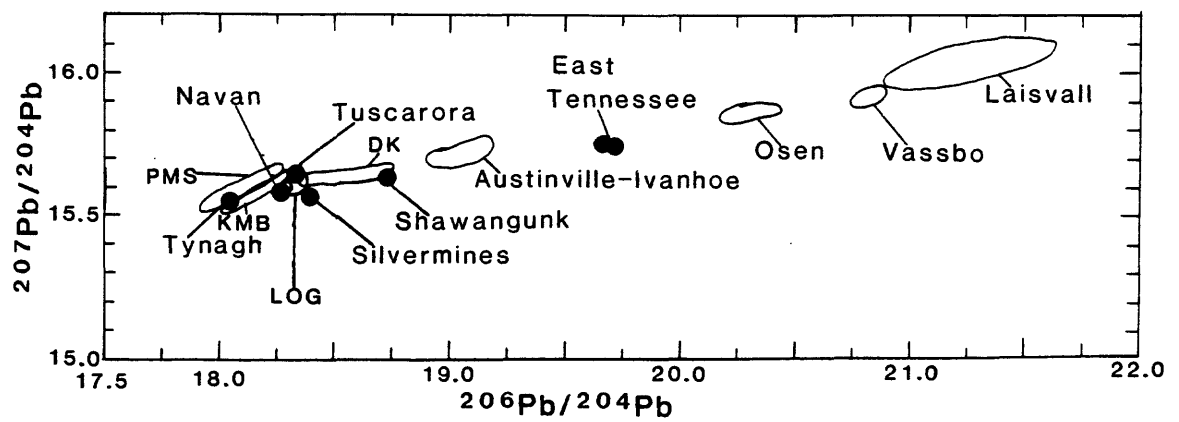 East
Tennessee
16.0
Navan
Tuscarora
DK
Laisvall
Osen
Vassbo
PMS
Austinville-Ivanhoe
15.5
KMB
Tynagh
Shawangunk
Silvermines
LOG
15.0
17.5 18.0 19.0 20.0 21.0 22.0
206Pb/204Pb
207Pb/204Pb